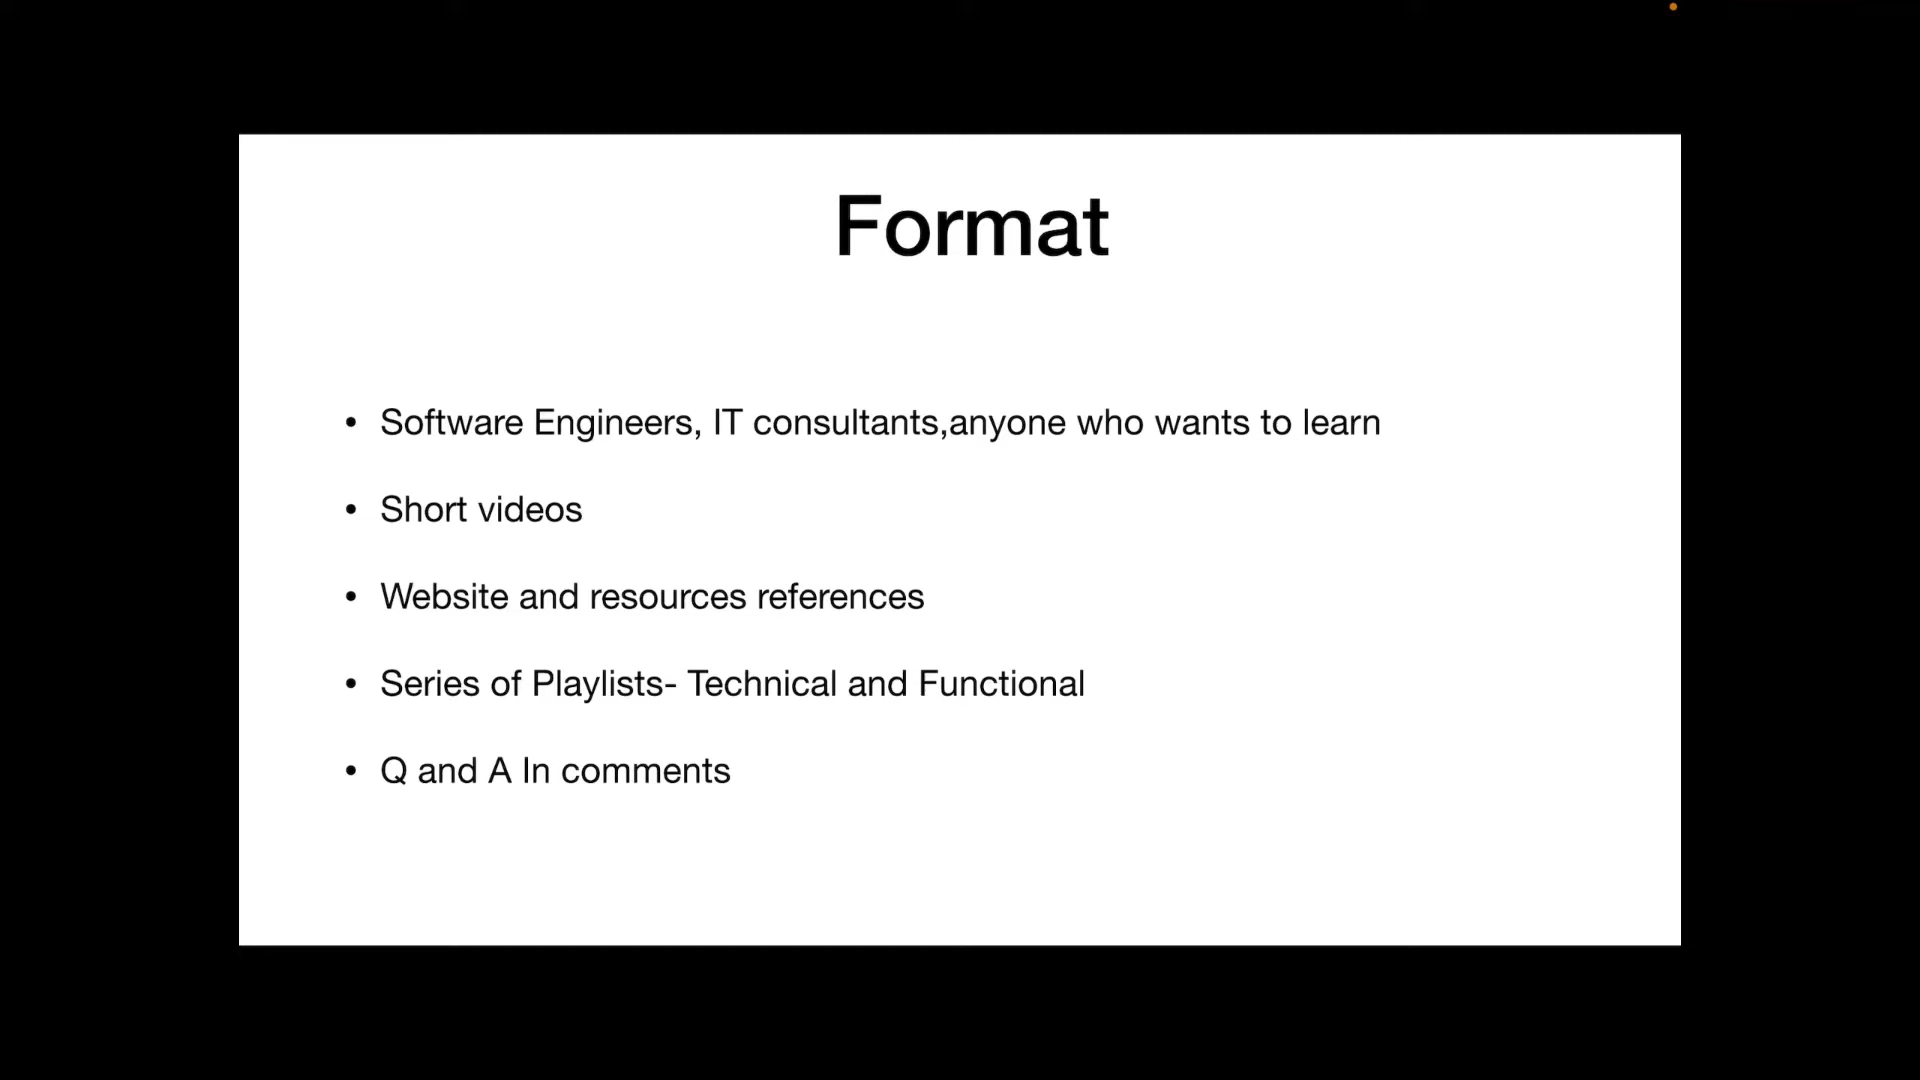 Format
• Software Engineers, IT consultants,anyone who wants to learn
• Short videos
• Website and resources references
• Series of Playlists- Technical and Functional
• Q and A In comments